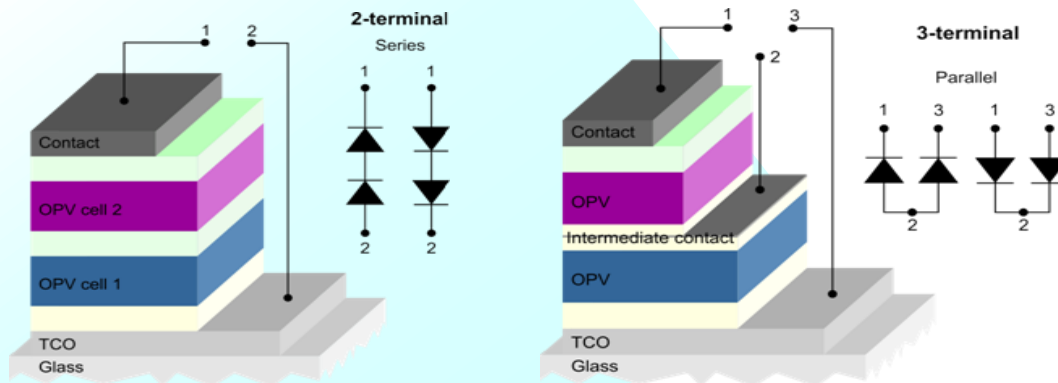 2-terminal
Series
1 2
1 1
2 2
Contact
OPV cell 2
OPV cell 1
TCO
Glass
3-terminal
Parallel
1 3
2
1 3 1 3
2 2
Contact
OPV
Intermediate contact
OPV
TCO
Glass